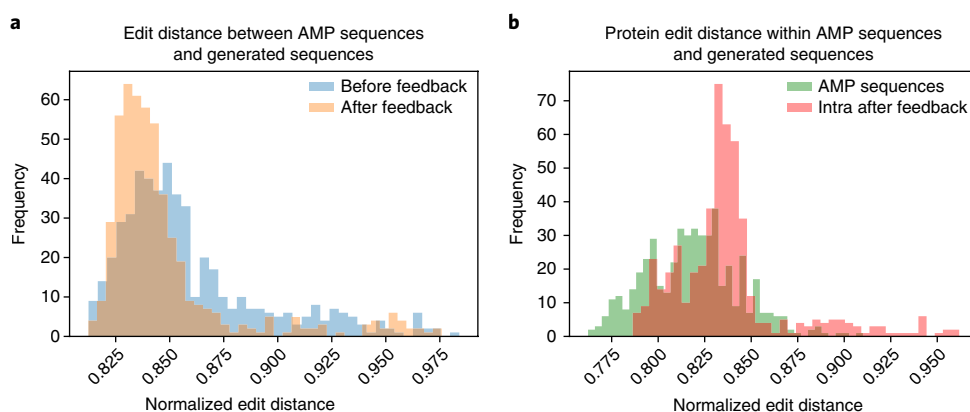 a
Edit distance between AMP sequences
and generated sequences
Before feedback
After feedback
Frequency
60
50
40
30
20
10
0
0.825
0.850
0.875
0.900
0.925
0.950
0.975
Normalized edit distance
b
Protein edit distance within AMP sequences
and generated sequences
AMP sequences
Intra after feedback
Frequency
70
60
50
40
30
20
10
0
0.775
0.800
0.825
0.850
0.875
0.900
0.925
0.950
Normalized edit distance